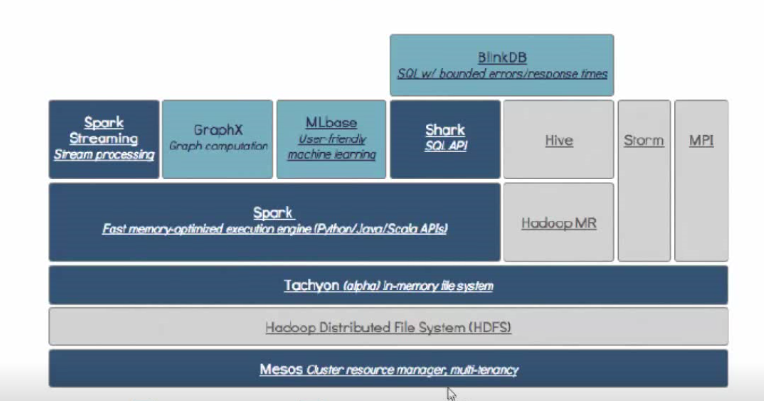 BlinkDB
SQL w/ bounded errors/response times
Spark
Streaming
Stream processing
GraphX
Graph computation
MLbase
User-friendly
machine learning
Shark
SQL API
Hive
Storm
MPI
Spark
Fast memory-optimized execution engine (Python/Java/Scala APIs)
Hadoop MR
Tachyon (alpha) in-memory file system
Hadoop Distributed File System (HDFS)
Mesos Cluster resource manager, multi-tenancy